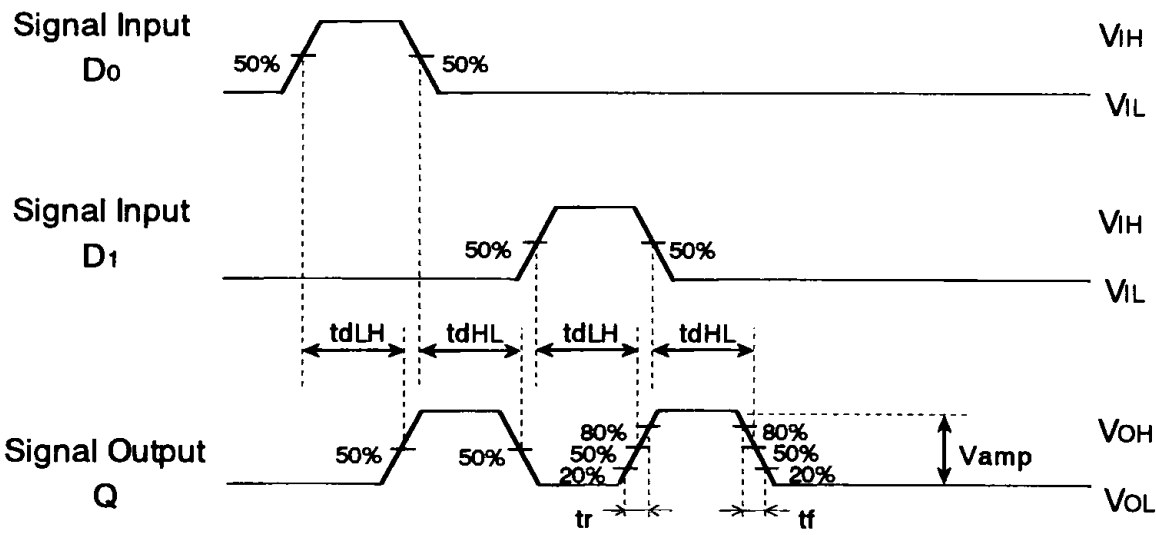 Signal Input
D0
50%
50%
VIH
VIL
Signal Input
D1
50%
50%
VIH
VIL
tdLH
tdHL
tdLH
tdHL
Signal Output
Q
50%
50%
80%
50%
20%
80%
50%
20%
Vamp
VOH
VOL
tr
tf